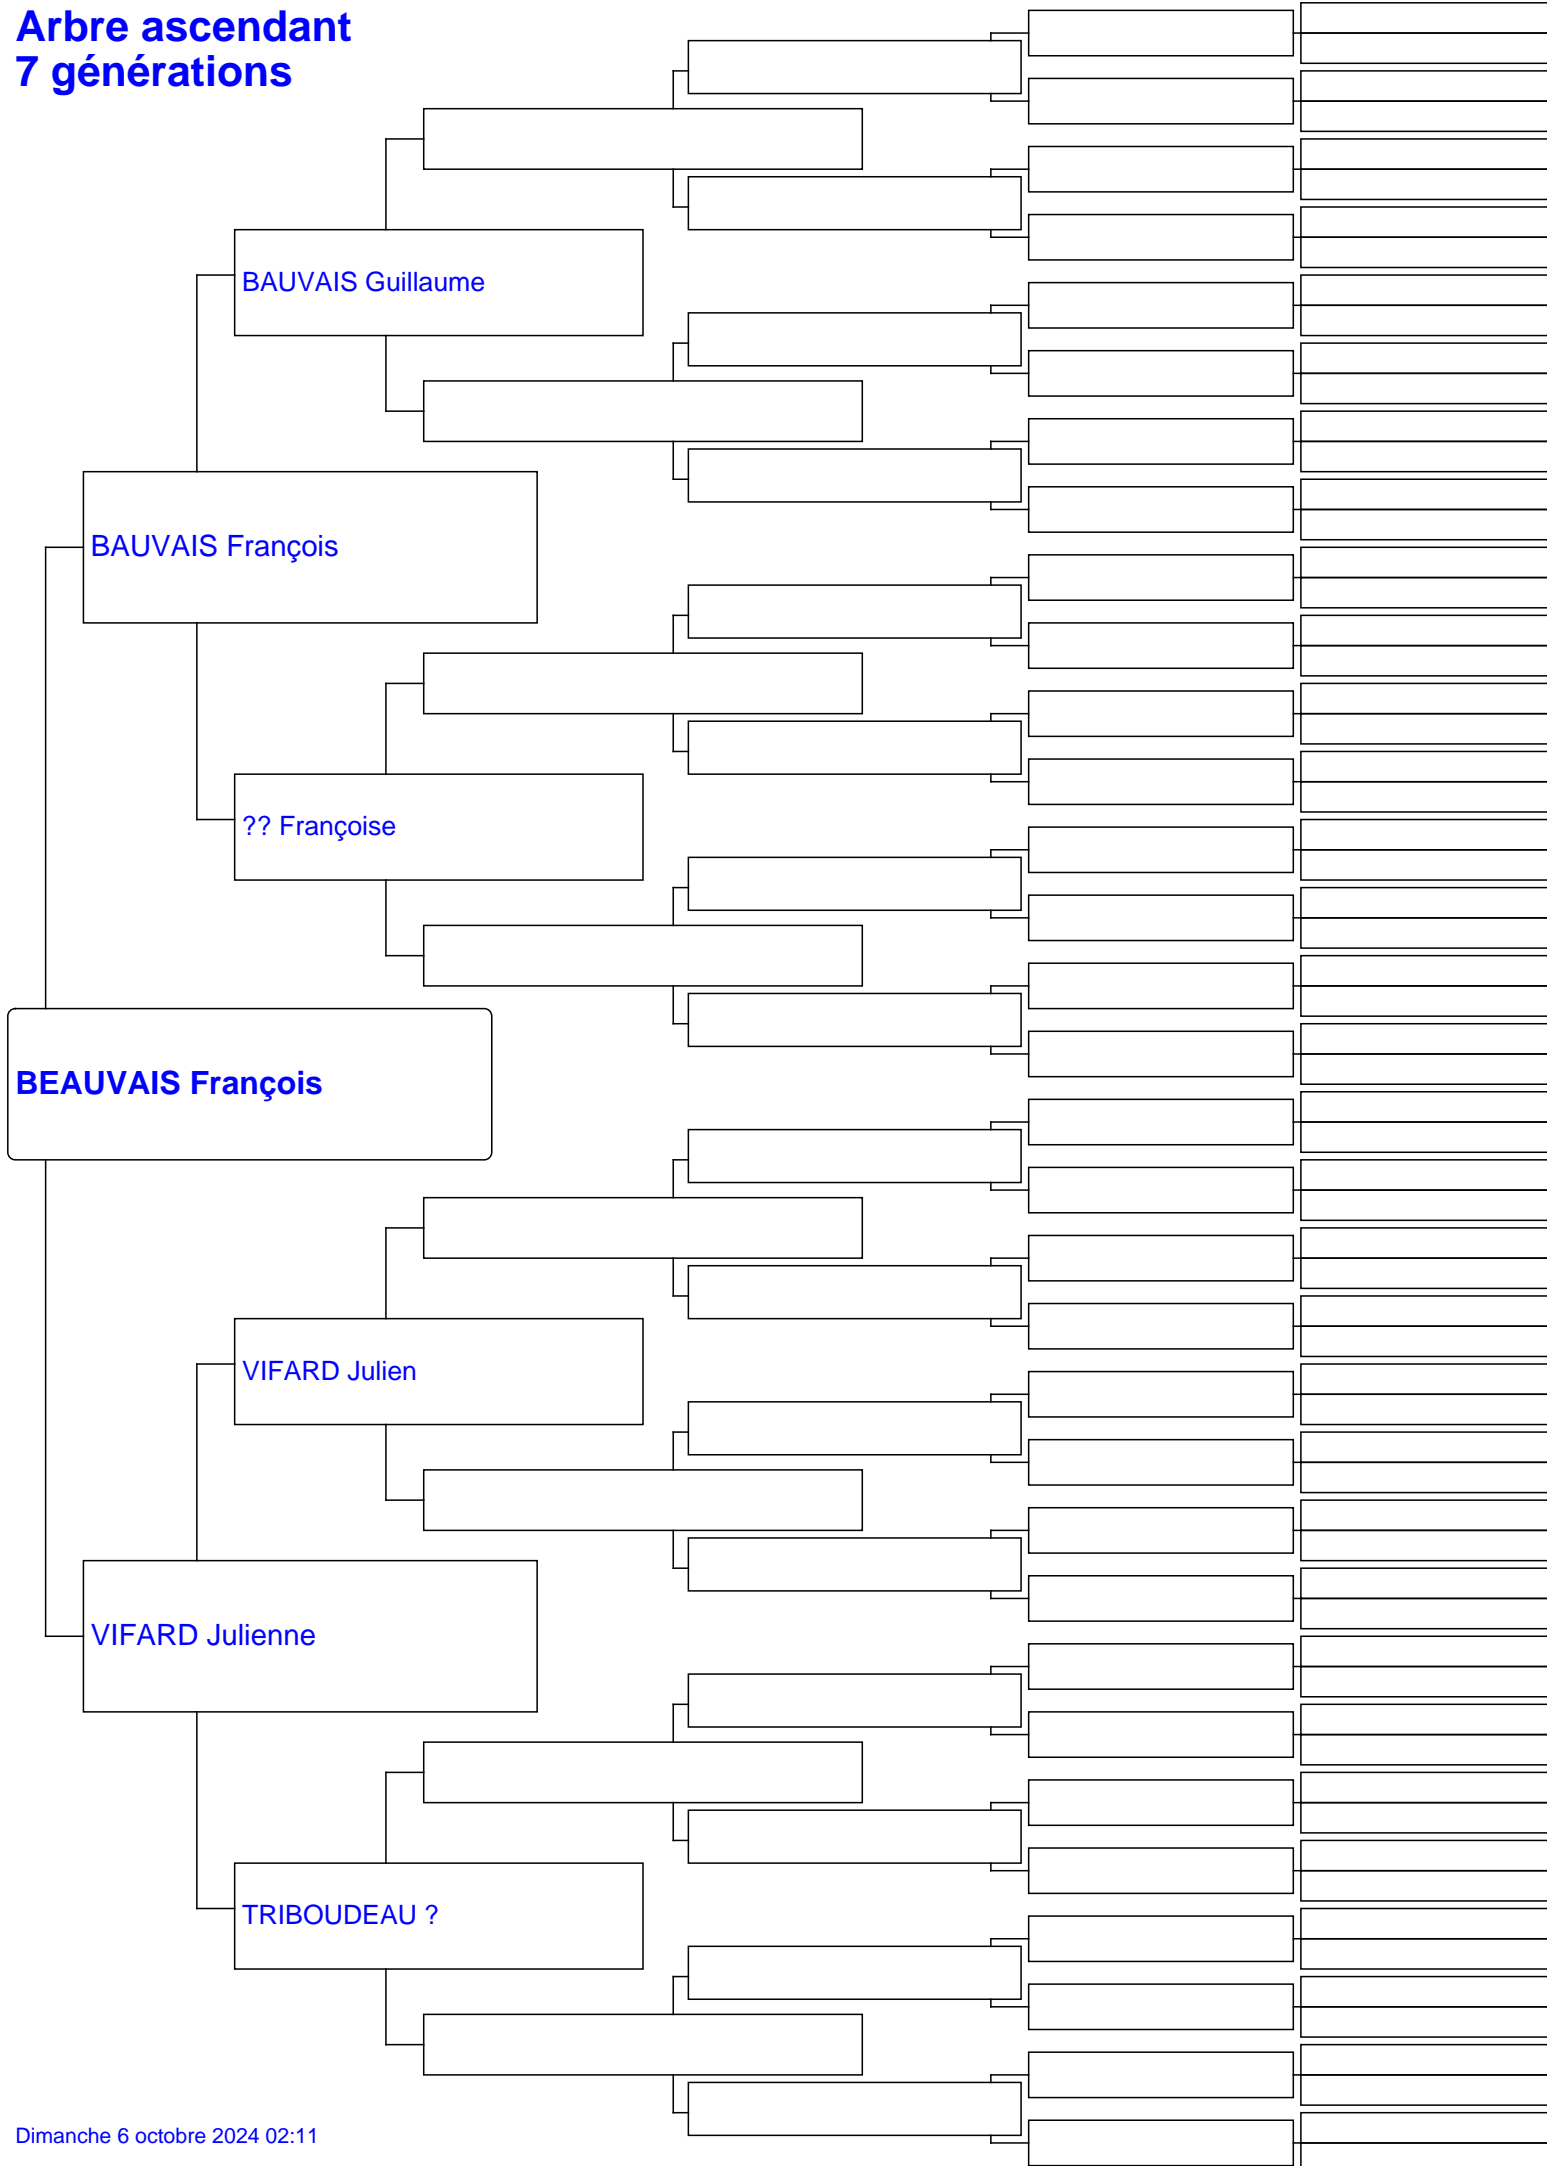 Arbre ascendant
7 générations
BAUVAIS Guillaume
BAUVAIS François
?? Françoise
BEAUVAIS François
VIFARD Julien
VIFARD Julienne
TRIBOUDEAU ?
Dimanche 6 octobre 2024 02:11